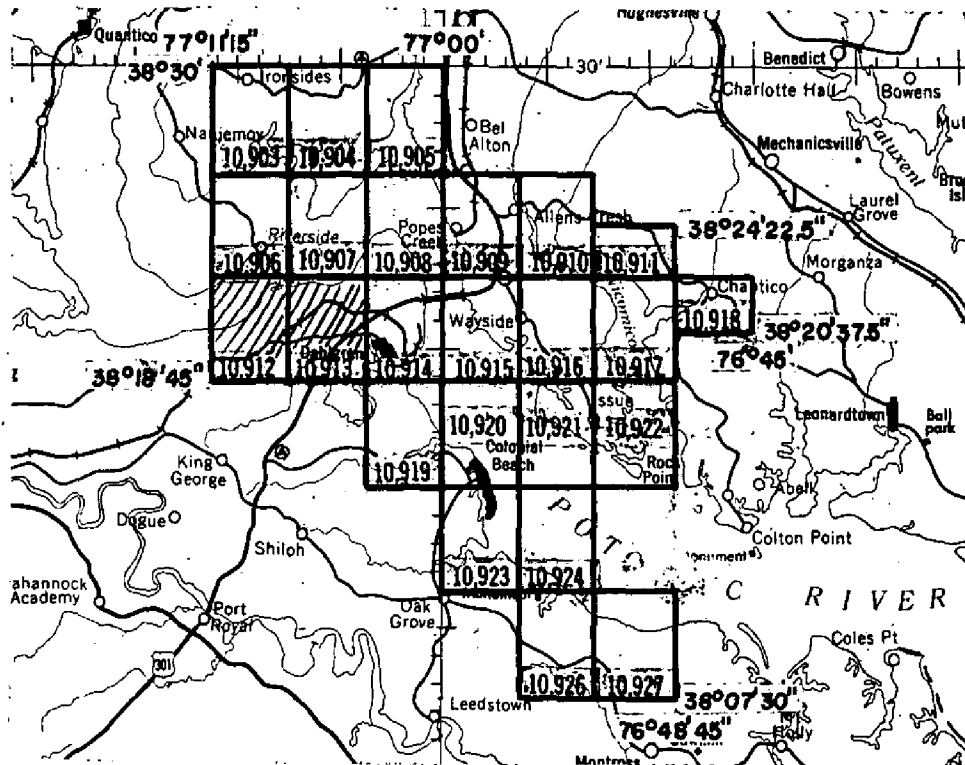 Hughesville
Quantico
77°11'15"
77°00'
38°30'
30'
Benedict
Ironsides
Charlotte Hall
Bowens
Nanjemoy
Bel
Alton
Mechanicsville
Patuxent
10,903
10,904
10,905
Laurel
Grove
Allens Fresh
Popes
Creek
38°24'22.5"
Riverside
10,906
10,907
10,908
10,909
10,910
10,911
Morganza
Chaptico
Wicomico
10,918
Wayside
38°20'37.5"
76°45'
Dahlgren
38°18'45"
10,912
10,913
10,914
10,915
10,916
10,917
Issue
Leonardtown
Ball
park
10,920
10,921
10,922
Colonial
Beach
King
George
10,919
Rock
Point
Abell
Dogue
Shiloh
Colton Point
POTO
C RIVER
10,923
10,924
ahannock
Academy
Oak
Grove
Port
Royal
Coles Pt
301
10,926
10,927
38°07'30"
76°48'45"
Leedstown
Montross